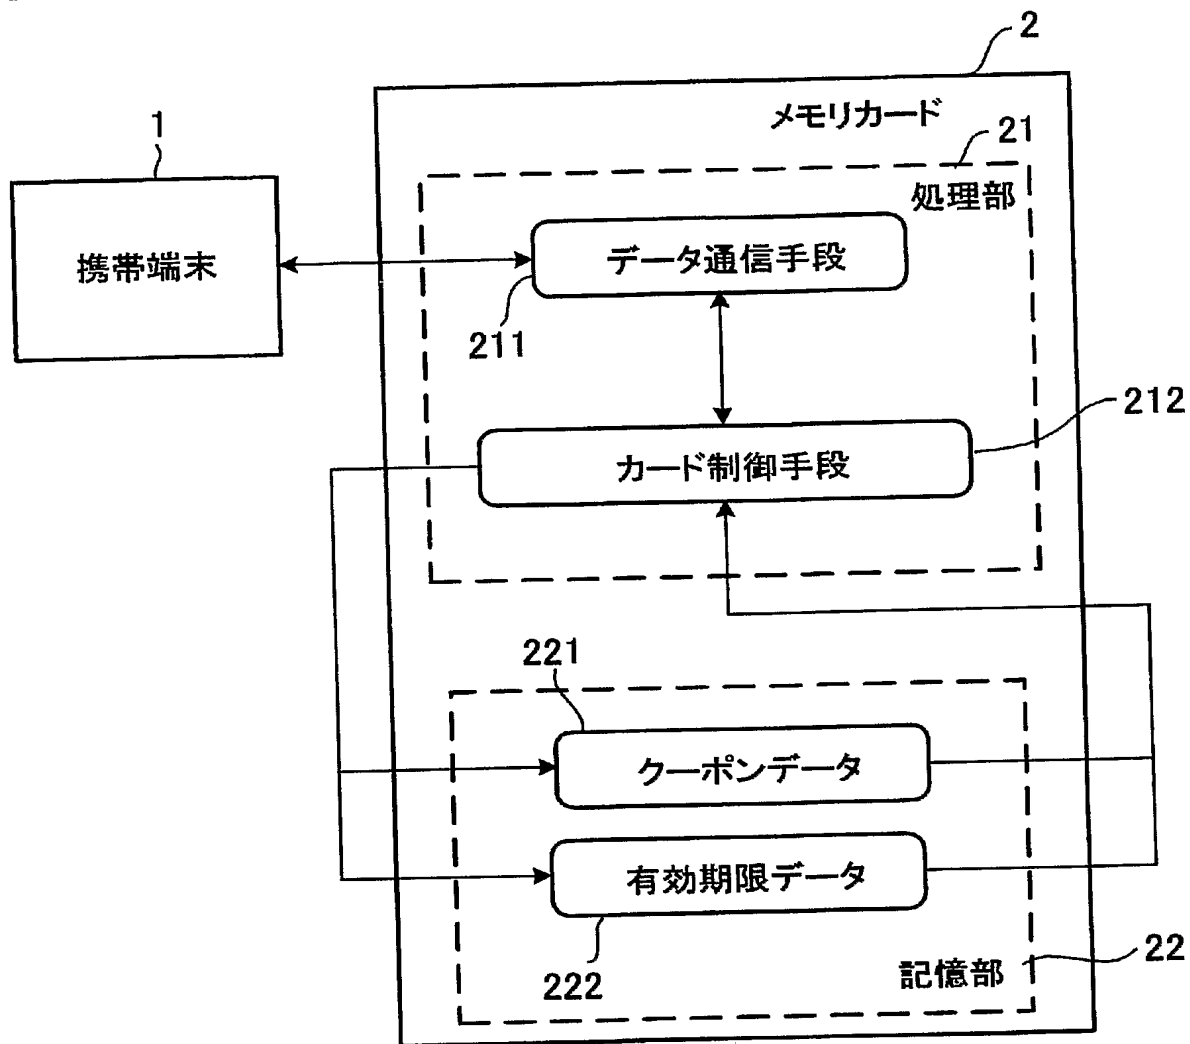 2
メモリカード
1
21
処理部
携帯端末
データ通信手段
211
212
カード制御手段
221
クーポンデータ
有効期限データ
222
22
記憶部